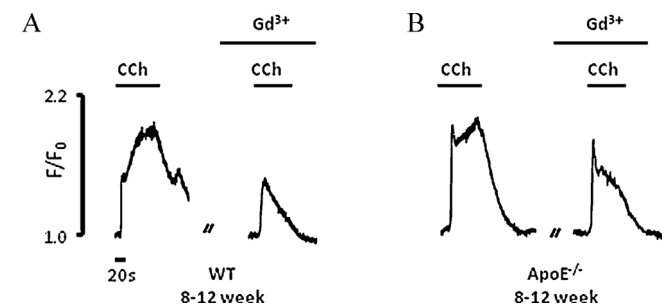 A
B
Gd³⁺
Gd³⁺
CCh
CCh
CCh
CCh
2.2
F/F₀
1.0
//
//
20s
WT
8-12 week
ApoE⁻/⁻
8-12 week